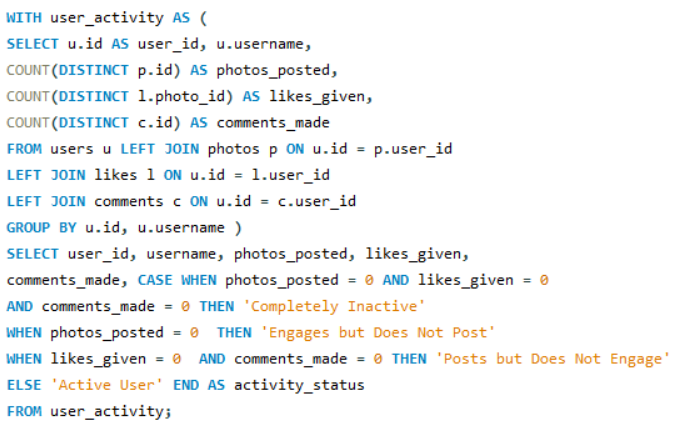 WITH user_activity AS (
SELECT u.id AS user_id, u.username,
COUNT(DISTINCT p.id) AS photos_posted,
COUNT(DISTINCT l.photo_id) AS likes_given,
COUNT(DISTINCT c.id) AS comments_made
FROM users u LEFT JOIN photos p ON u.id = p.user_id
LEFT JOIN likes l ON u.id = l.user_id
LEFT JOIN comments c ON u.id = c.user_id
GROUP BY u.id, u.username )
SELECT user_id, username, photos_posted, likes_given,
comments_made, CASE WHEN photos_posted = 0 AND likes_given = 0
AND comments_made = 0 THEN 'Completely Inactive'
WHEN photos_posted = 0  THEN 'Engages but Does Not Post'
WHEN likes_given = 0  AND comments_made = 0 THEN 'Posts but Does Not Engage'
ELSE 'Active User' END AS activity_status
FROM user_activity;